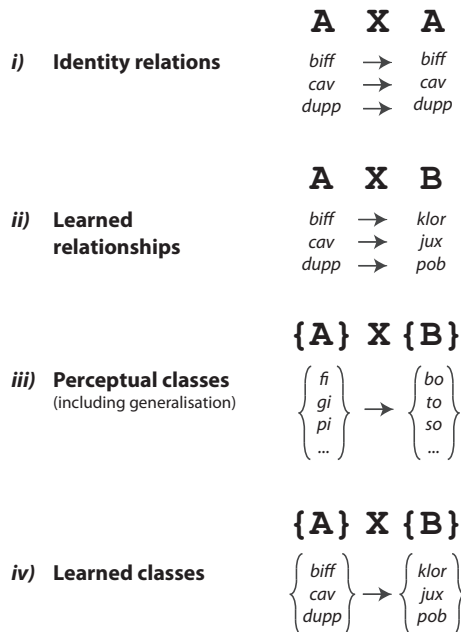 A X A
i) Identity relations
biff → biff
cav → cav
dupp → dupp
A X B
ii) Learned relationships
biff → klor
cav → jux
dupp → pob
{A} X {B}
iii) Perceptual classes
(including generalisation)
fi bo
gi → to
pi so
... ...
{A} X {B}
iv) Learned classes
biff klor
cav → jux
dupp pob